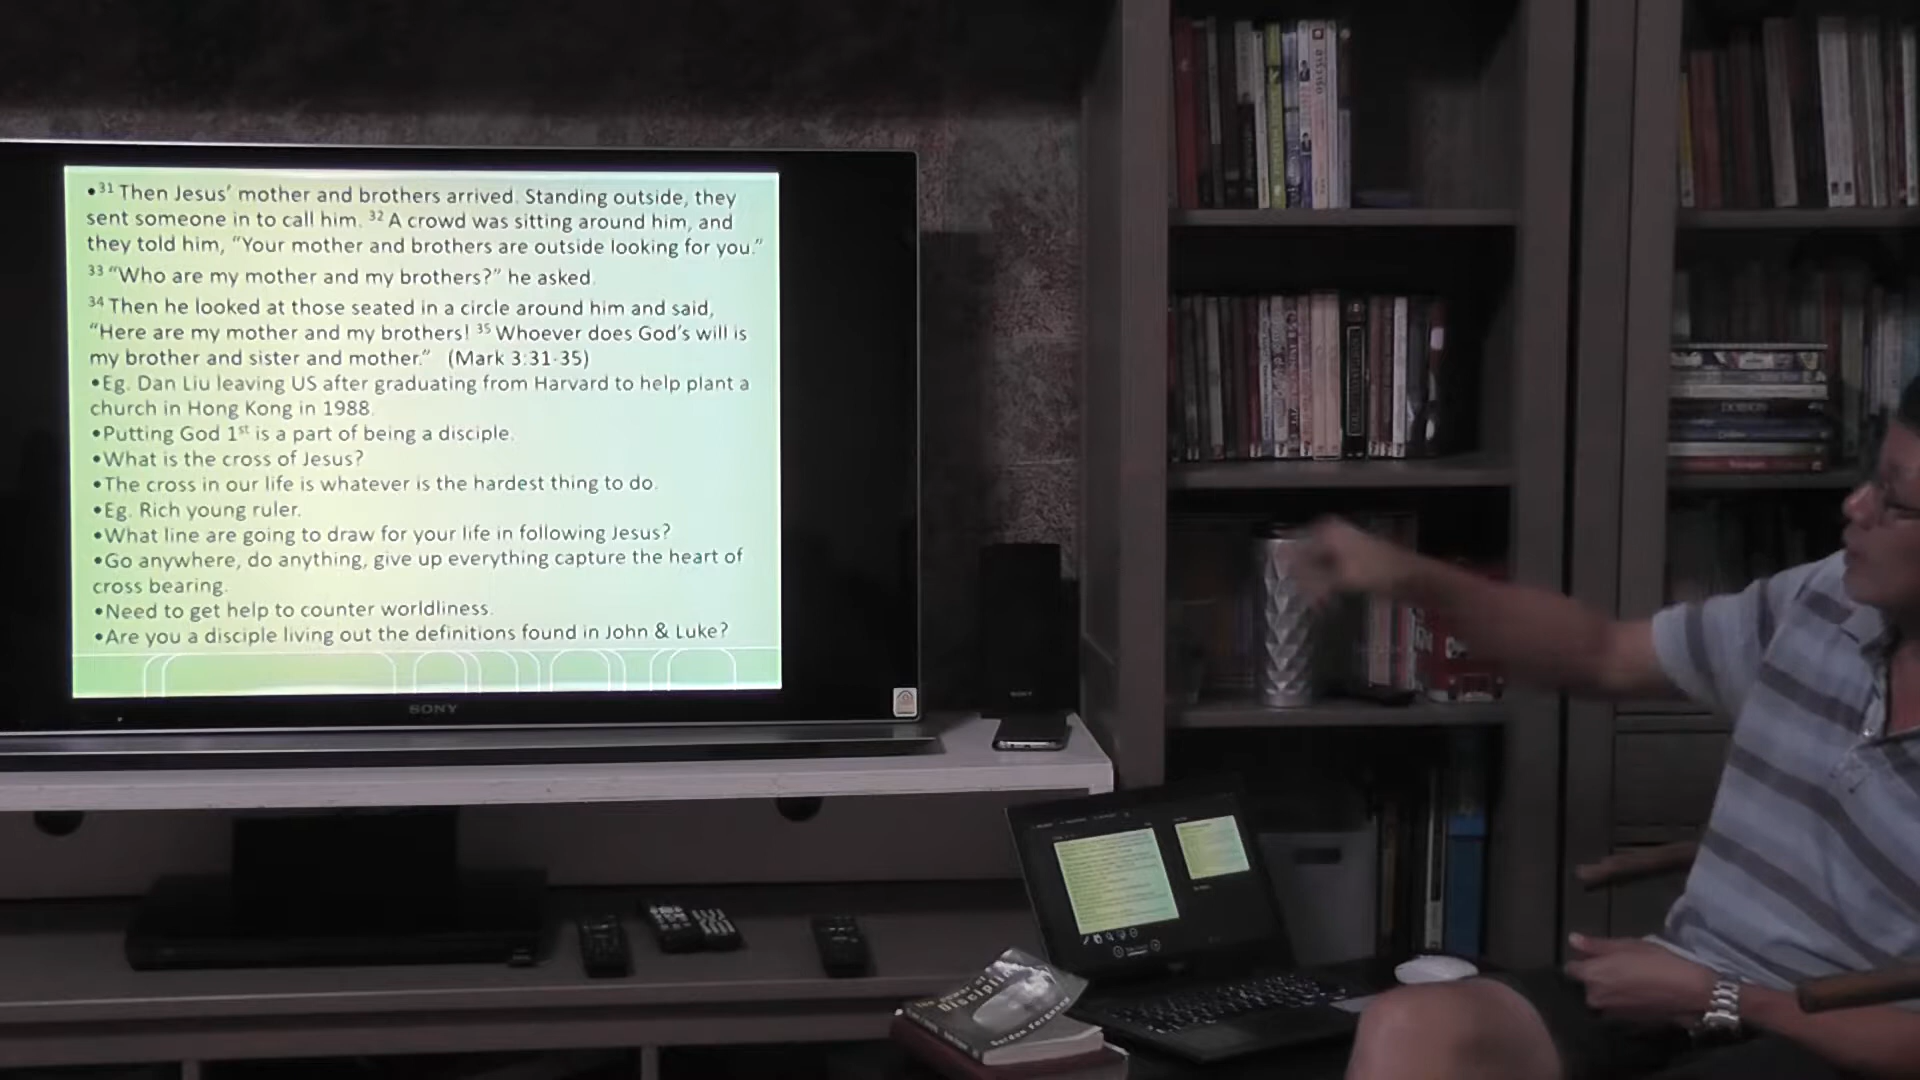 •31 Then Jesus' mother and brothers arrived. Standing outside, they
sent someone in to call him. 32 A crowd was sitting around him, and
they told him, "Your mother and brothers are outside looking for you."
33 "Who are my mother and my brothers?" he asked.
34 Then he looked at those seated in a circle around him and said,
"Here are my mother and my brothers! 35 Whoever does God's will is
my brother and sister and mother." (Mark 3:31-35)
•Eg. Dan Liu leaving US after graduating from Harvard to help plant a
church in Hong Kong in 1988.
•Putting God 1st is a part of being a disciple.
•What is the cross of Jesus?
•The cross in our life is whatever is the hardest thing to do.
•Eg. Rich young ruler.
•What line are going to draw for your life in following Jesus?
•Go anywhere, do anything, give up everything capture the heart of
cross bearing.
•Need to get help to counter worldliness.
•Are you a disciple living out the definitions found in John & Luke?
SONY
SONY
Gordon Ferguson